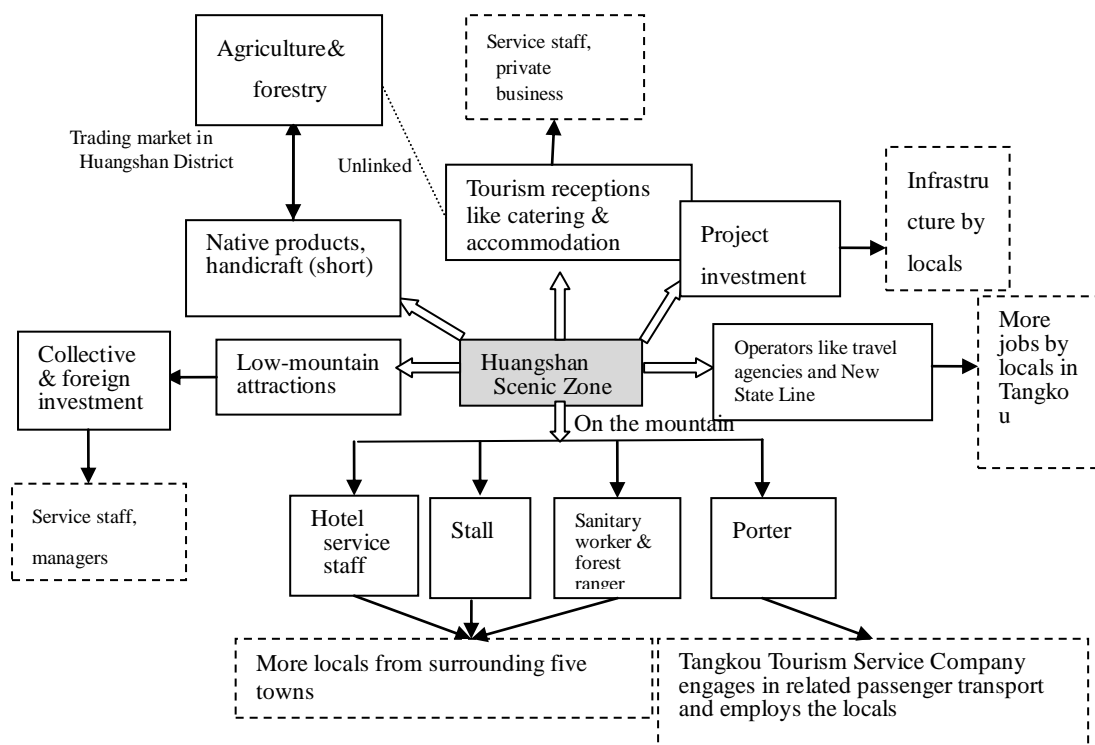 Agriculture&
forestry
Service staff,
private
business
Trading market in
Huangshan District
Unlinked
Tourism receptions
like catering &
accommodation
Infrastru
cture by
locals
Native products,
handicraft (short)
Project
investment
More
jobs by
locals in
Tangko
u
Collective
& foreign
investment
Low-mountain
attractions
Huangshan
Scenic Zone
Operators like travel
agencies and New
State Line
On the mountain
Service staff,
managers
Hotel
service
staff
Stall
Sanitary
worker &
forest
ranger
Porter
More locals from surrounding five
towns
Tangkou Tourism Service Company
engages in related passenger transport
and employs the locals